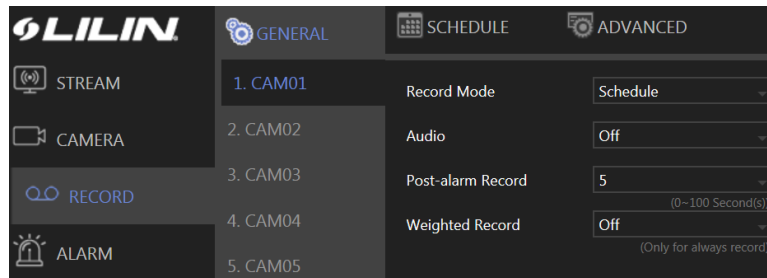 LILIN
STREAM
CAMERA
RECORD
ALARM
GENERAL
1. CAM01
2. CAM02
3. CAM03
4. CAM04
5. CAM05
SCHEDULE
ADVANCED
Record Mode
Schedule
Audio
Off
Post-alarm Record
5
(0~100 Second(s))
Weighted Record
Off
(Only for always record)